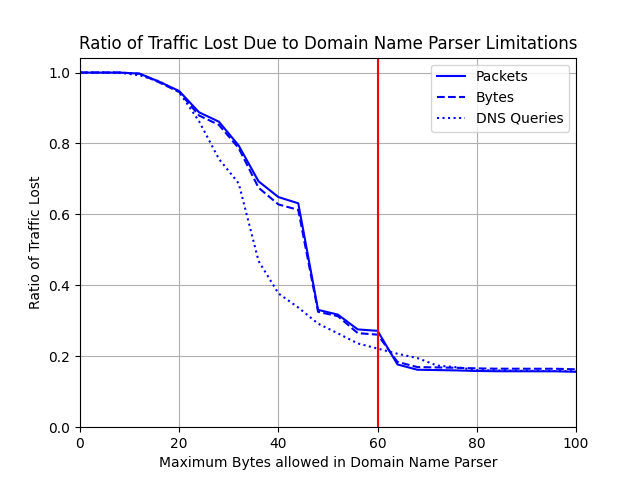 Ratio of Traffic Lost Due to Domain Name Parser Limitations
Packets
Bytes
DNS Queries
Ratio of Traffic Lost
1.0
0.8
0.6
0.4
0.2
0.0
0 20 40 60 80 100
Maximum Bytes allowed in Domain Name Parser